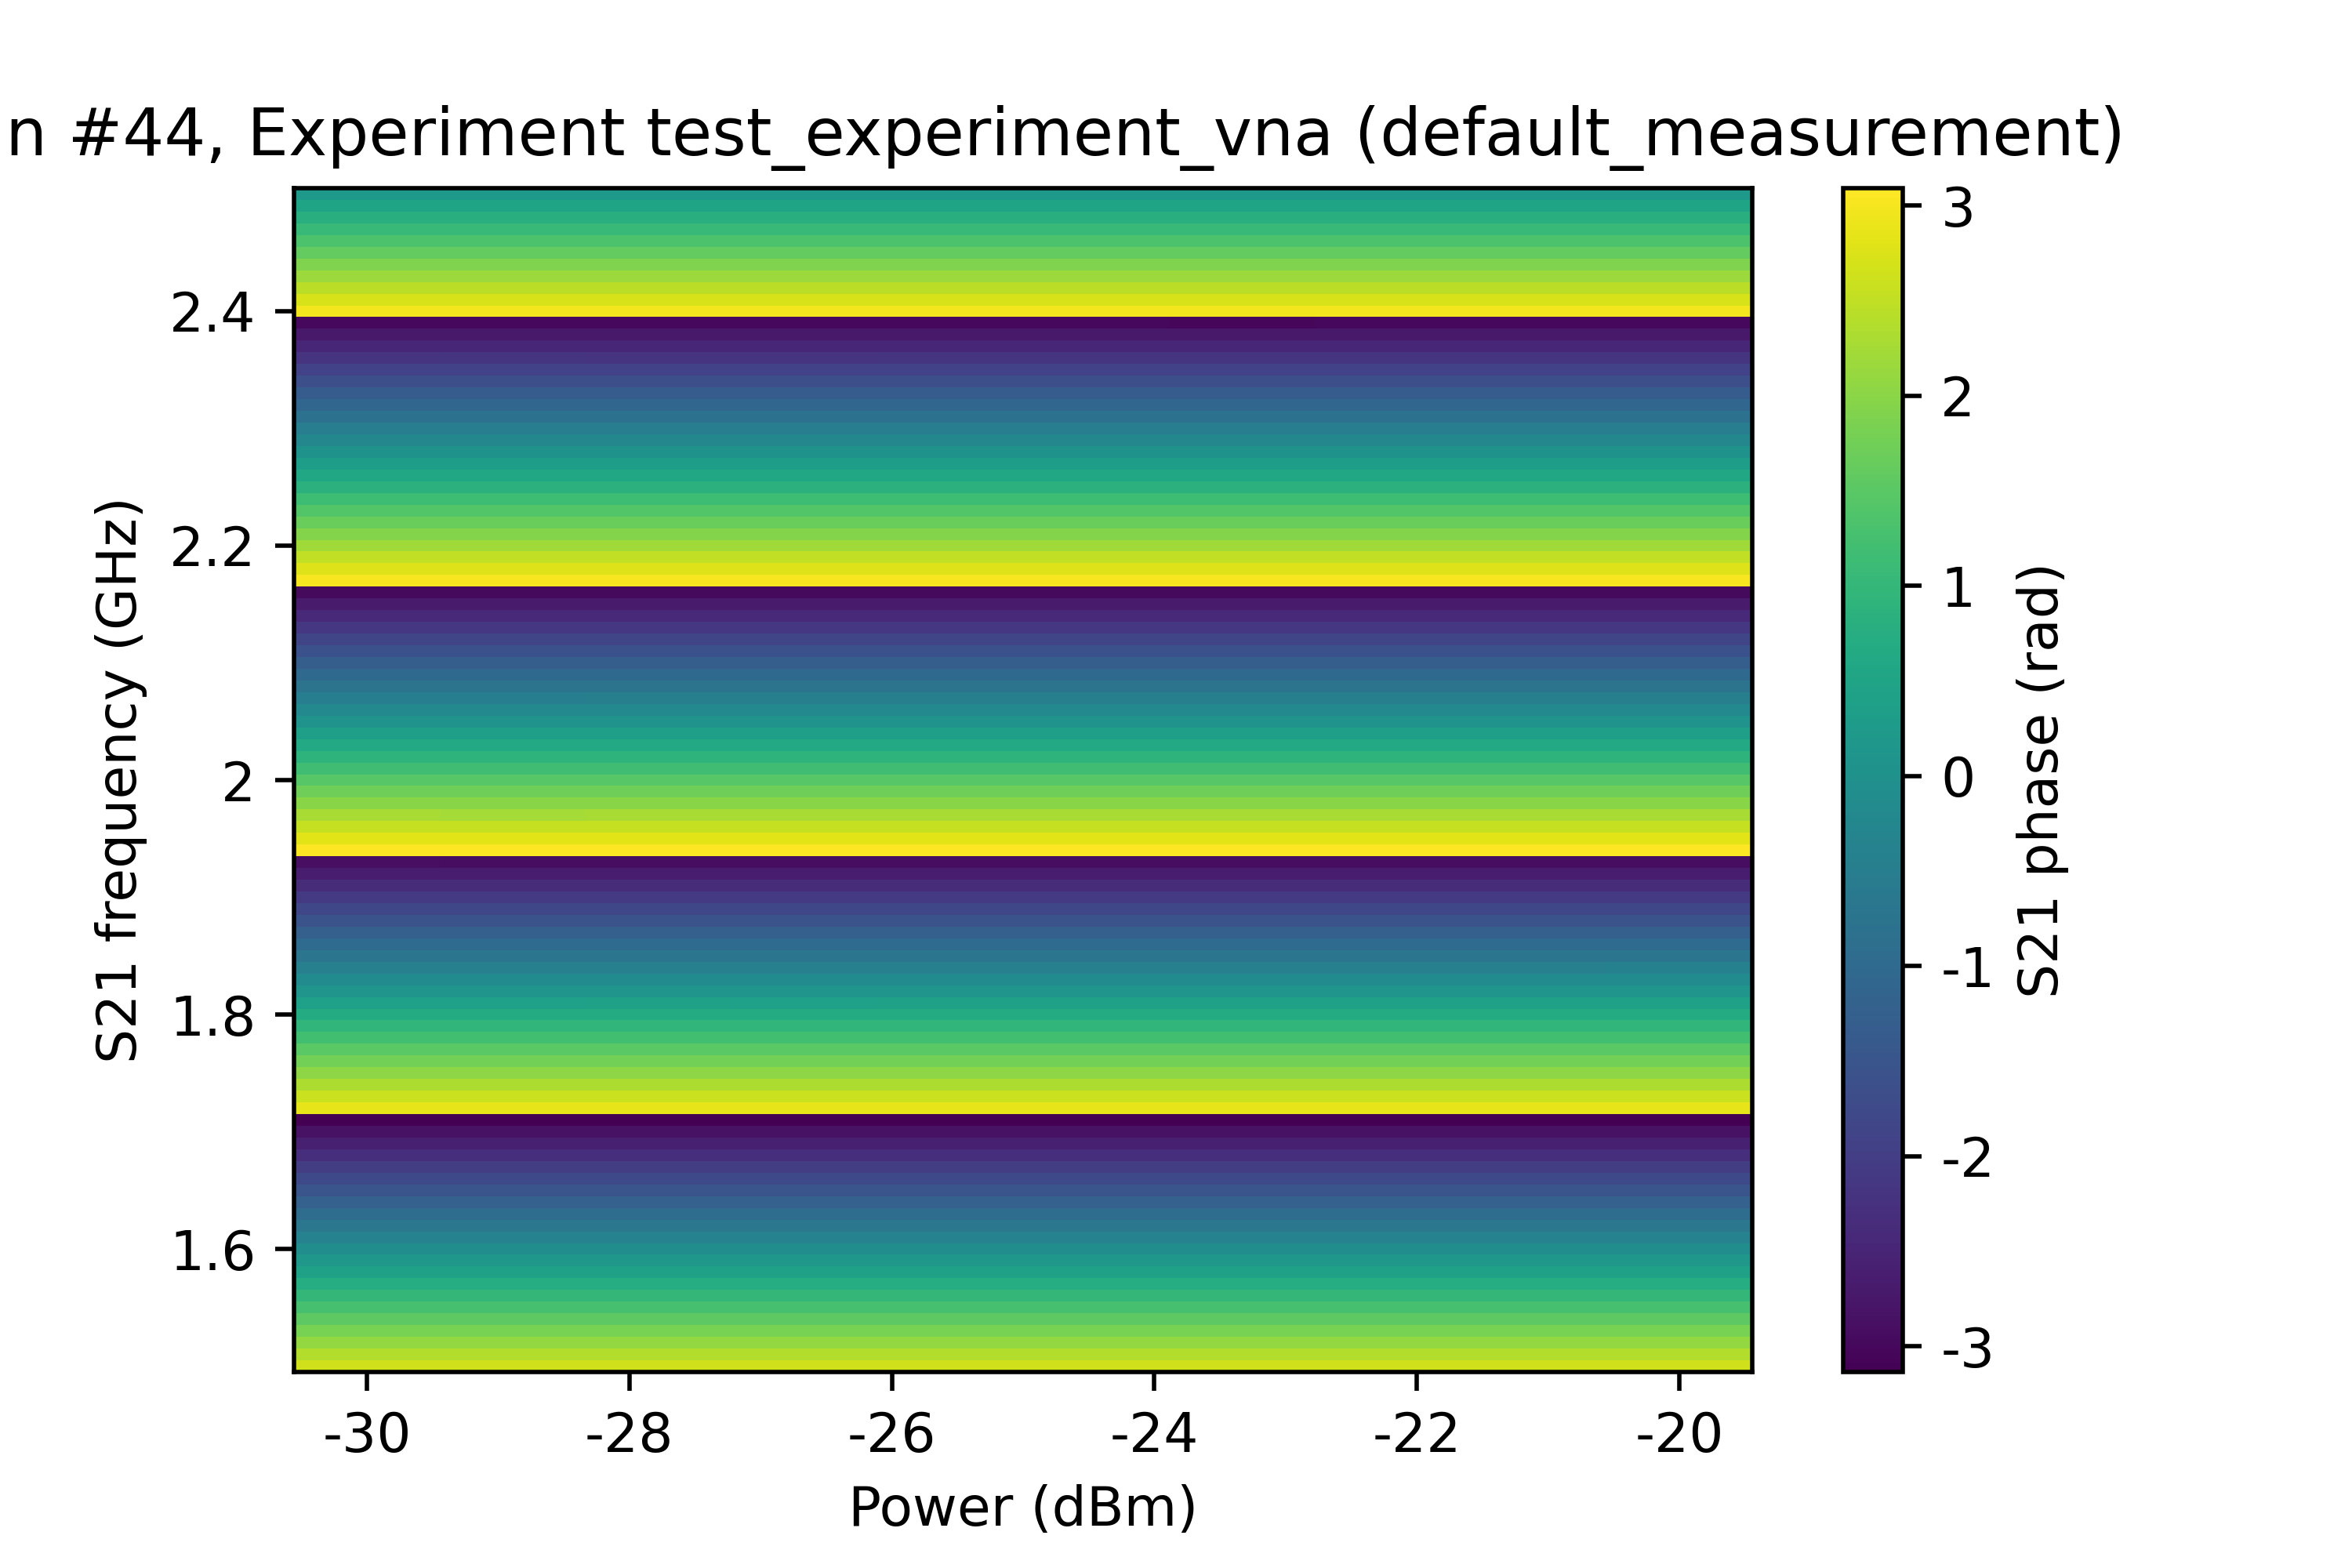 n #44, Experiment test_experiment_vna (default_measurement)
S21 frequency (GHz)
2.4
2.2
2
1.8
1.6
-30 -28 -26 -24 -22 -20
Power (dBm)
3
2
1
0
-1
-2
-3
S21 phase (rad)